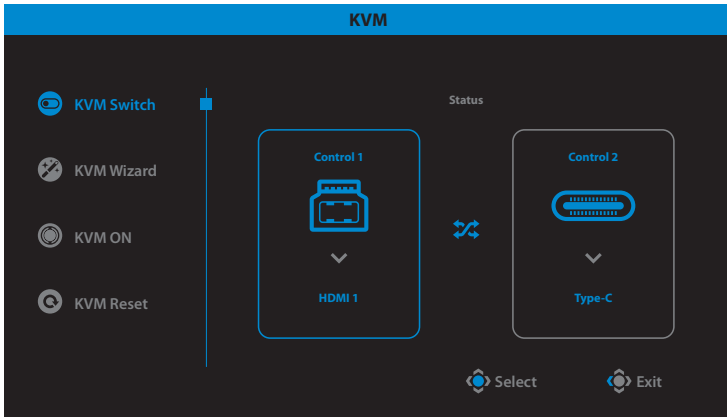 KVM
KVM Switch
KVM Wizard
KVM ON
KVM Reset
Status
Control 1
HDMI 1
Control 2
Type-C
Select
Exit